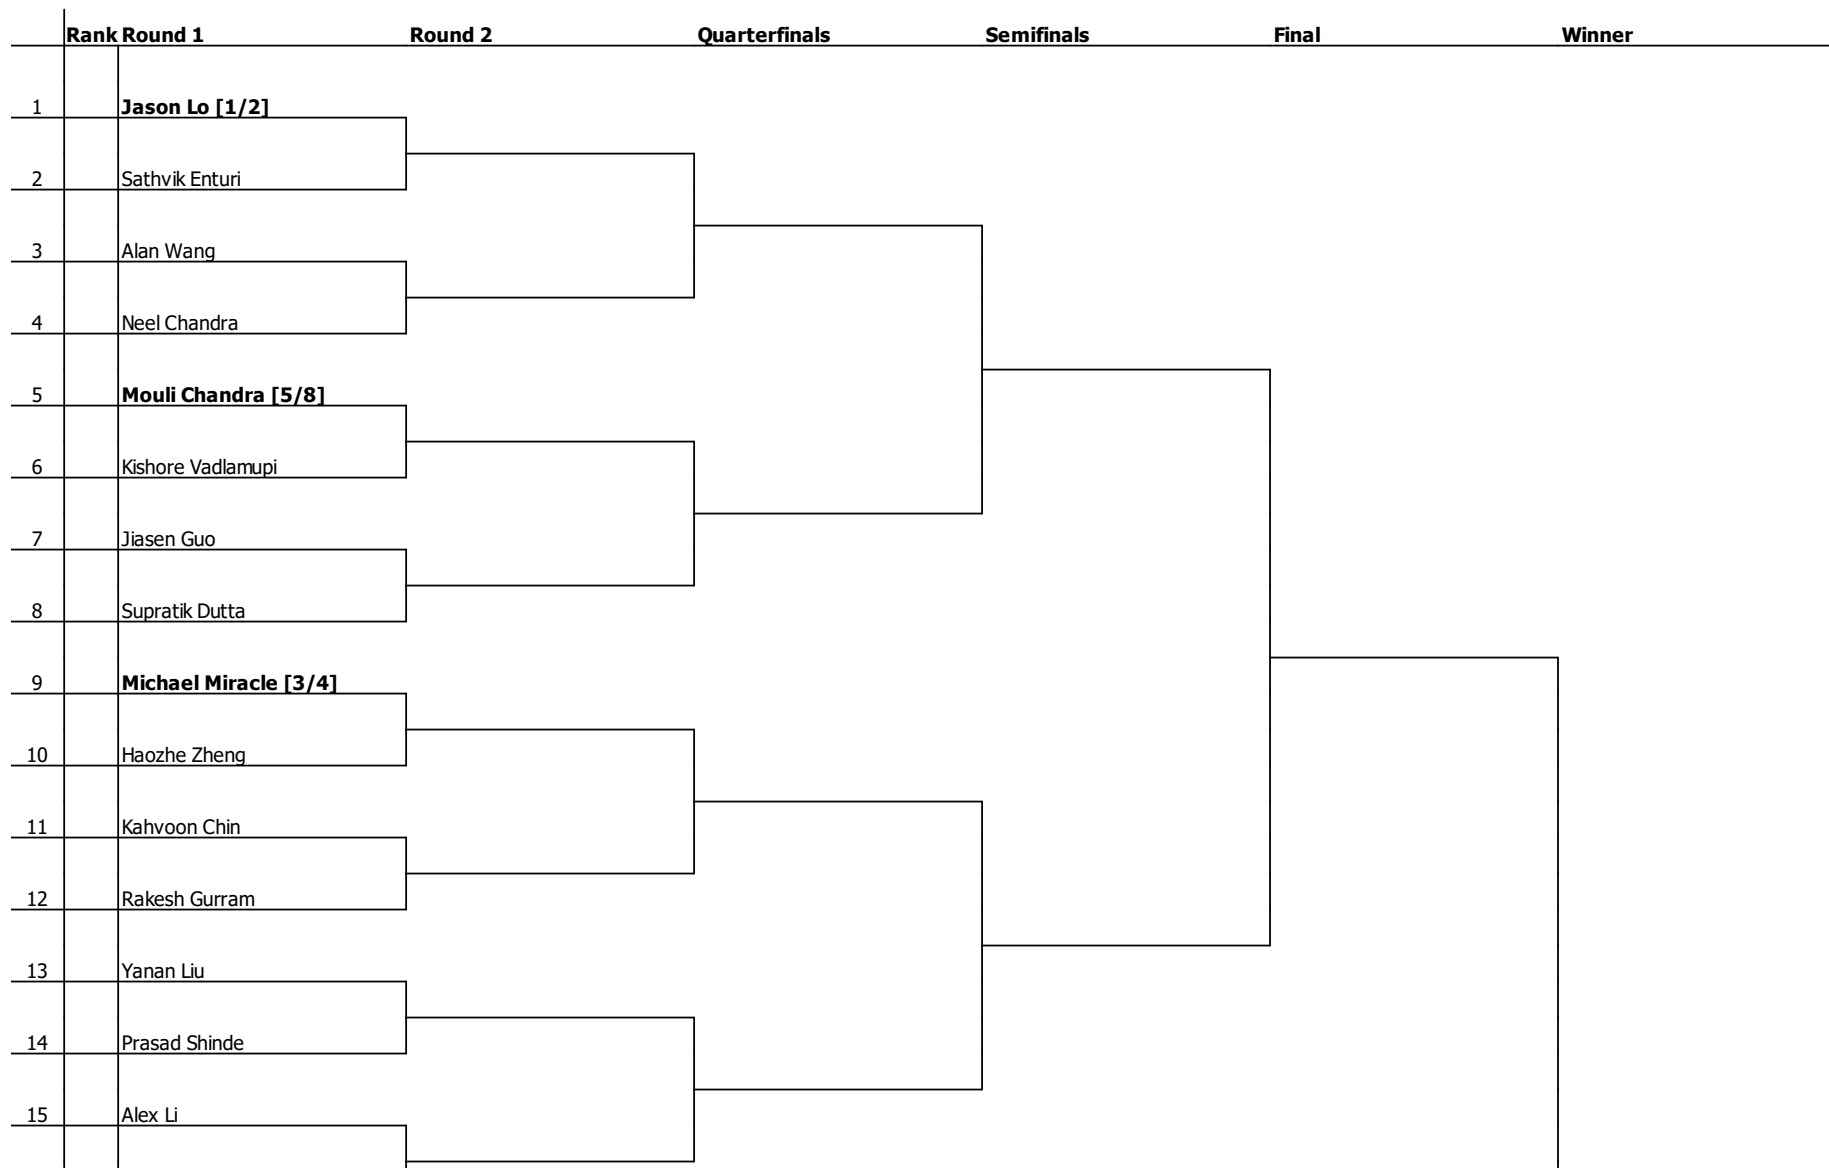 Rank Round 1 Round 2 Quarterfinals Semifinals Final Winner
1 Jason Lo [1/2]
2 Sathvik Enturi
3 Alan Wang
4 Neel Chandra
5 Mouli Chandra [5/8]
6 Kishore Vadlamupi
7 Jiasen Guo
8 Supratik Dutta
9 Michael Miracle [3/4]
10 Haozhe Zheng
11 Kahvoon Chin
12 Rakesh Gurram
13 Yanan Liu
14 Prasad Shinde
15 Alex Li